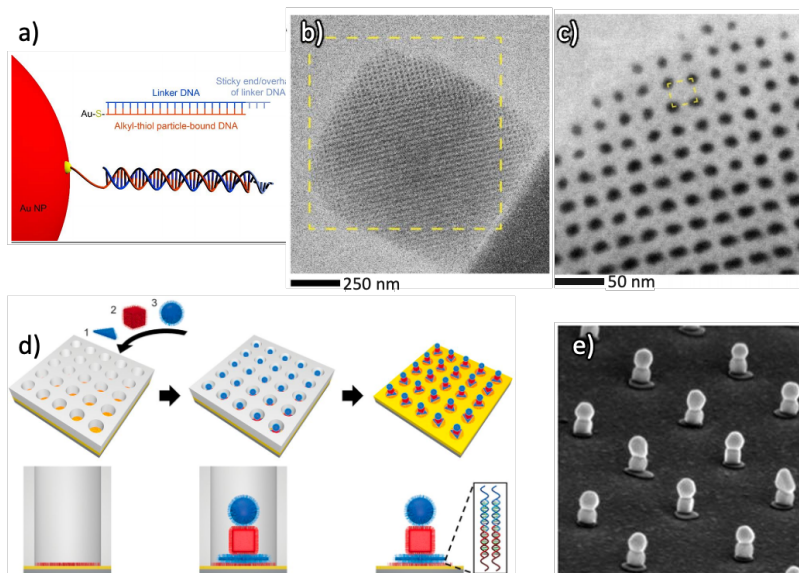 a)
Linker DNA
Sticky end/overha
of linker DNA
Au-S-
Alkyl-thiol particle-bound DNA
Au NP
b)
250 nm
c)
50 nm
d)
1
2
3
e)